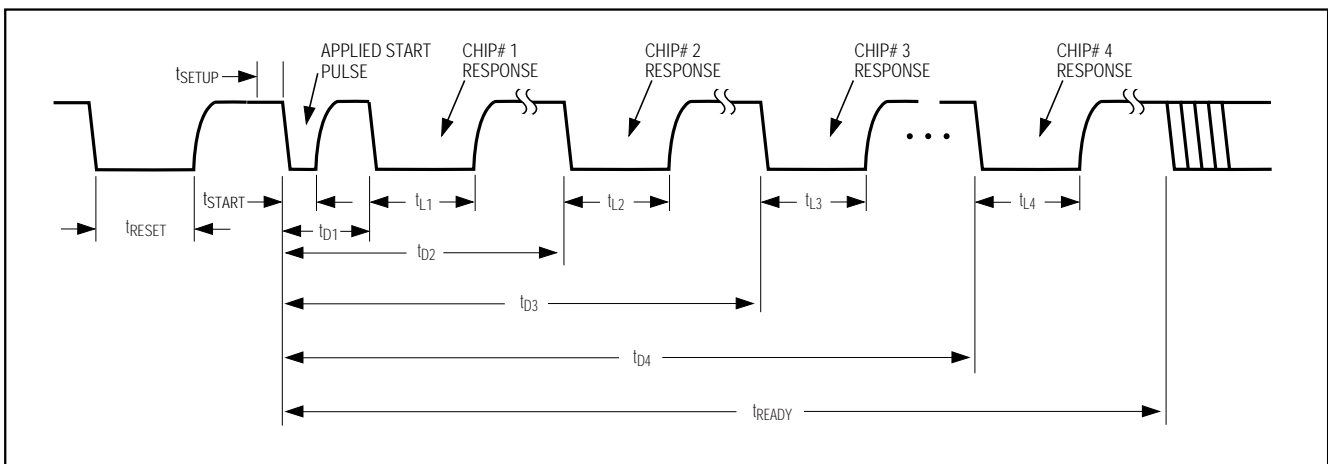 APPLIED START
PULSE
CHIP# 1
RESPONSE
CHIP# 2
RESPONSE
CHIP# 3
RESPONSE
CHIP# 4
RESPONSE
tSETUP
• • •
tSTART
tL1
tL2
tL3
tL4
tRESET
tD1
tD2
tD3
tD4
tREADY